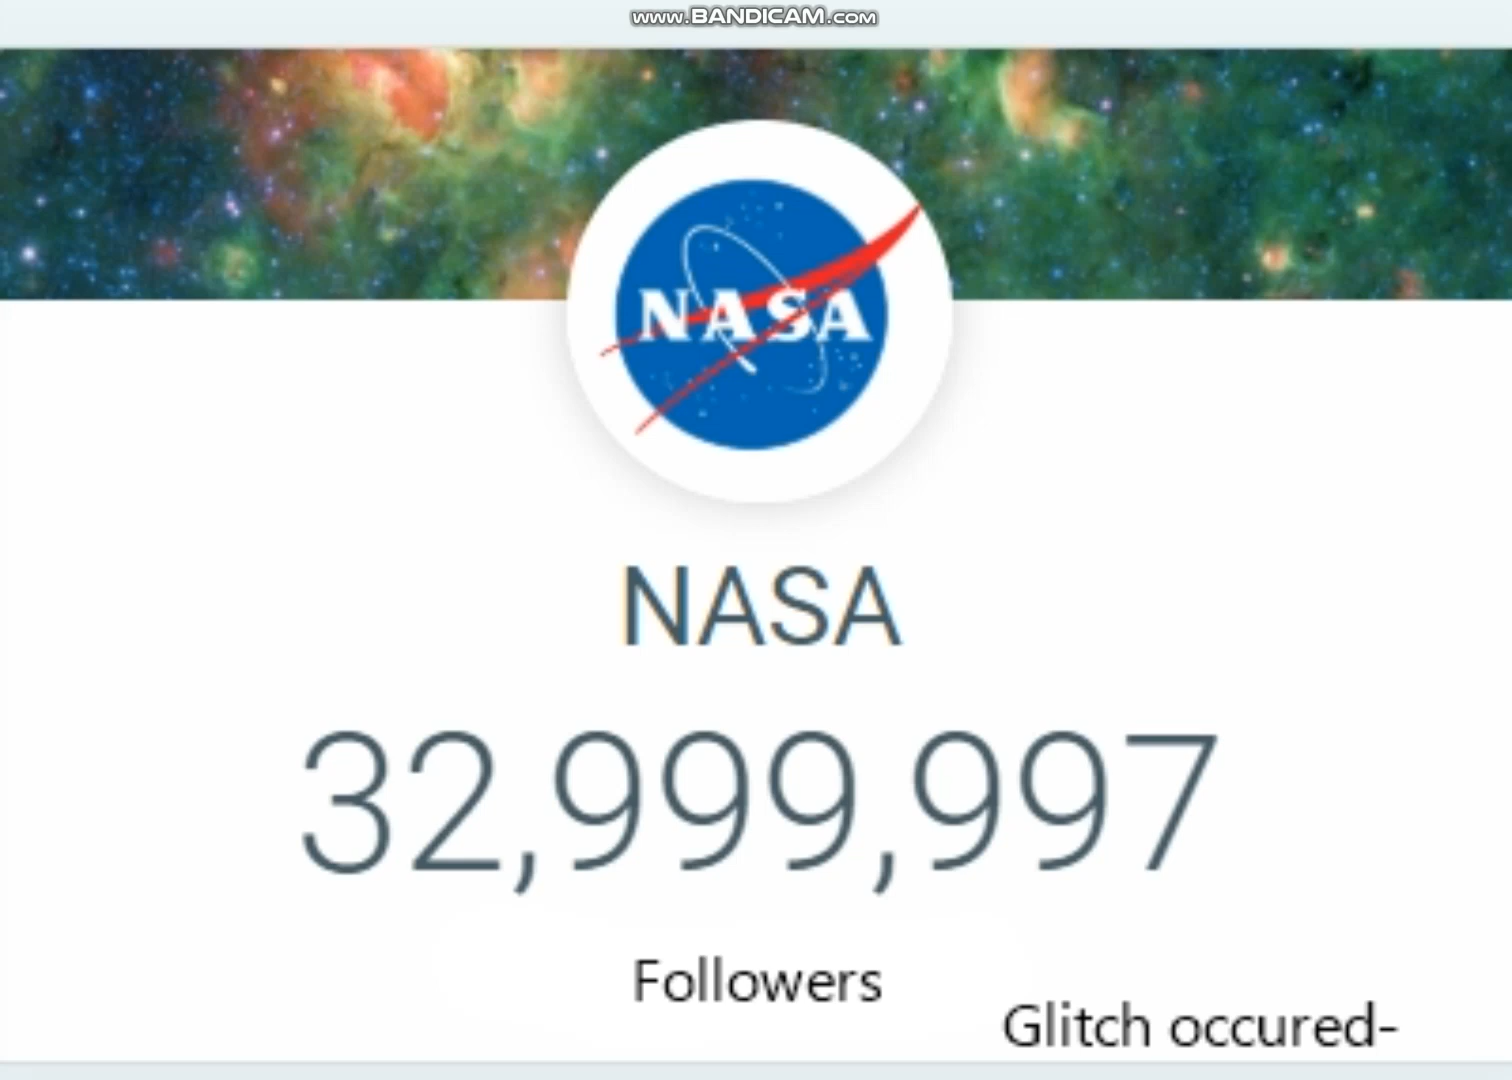 www.BANDICAM.com
NASA
NASA
32,999,997
Followers
Glitch occured-